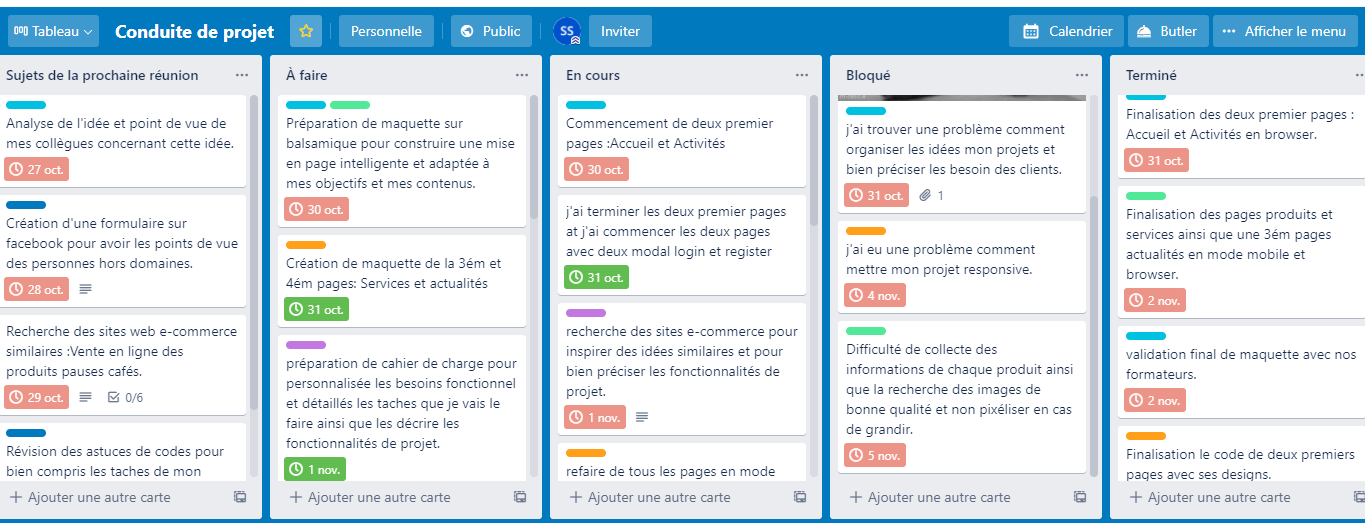 Tableau
Conduite de projet
Personnelle
Public
SS
Inviter
Calendrier
Butler
Afficher le menu
Sujets de la prochaine réunion
Analyse de l'idée et point de vue de
mes collègues concernant cette idée.
27 oct.
Création d'une formulaire sur
facebook pour avoir les points de vue
des personnes hors domaines.
28 oct.
Recherche des sites web e-commerce
similaires :Vente en ligne des
produits pauses cafés.
29 oct.
0/6
Révision des astuces de codes pour
bien compris les taches de mon
Ajouter une autre carte
À faire
Préparation de maquette sur
balsamique pour construire une mise
en page intelligente et adaptée à
mes objectifs et mes contenus.
30 oct.
Création de maquette de la 3ém et
4ém pages: Services et actualités
31 oct.
préparation de cahier de charge pour
personnalisée les besoins fonctionnel
et détaillés les taches que je vais le
faire ainsi que les décrire les
fonctionnalités de projet.
1 nov.
Ajouter une autre carte
En cours
Commencement de deux premier
pages :Accueil et Activités
30 oct.
j'ai terminer les deux premier pages
at j'ai commencer les deux pages
avec deux modal login et register
31 oct.
recherche des sites e-commerce pour
inspirer des idées similaires et pour
bien préciser les fonctionnalités de
projet.
1 nov.
refaire de tous les pages en mode
Ajouter une autre carte
Bloqué
j'ai trouver une problème comment
organiser les idées mon projets et
bien préciser les besoin des clients.
31 oct.
1
j'ai eu une problème comment
mettre mon projet responsive.
4 nov.
Difficulté de collecte des
informations de chaque produit ainsi
que la recherche des images de
bonne qualité et non pixéliser en cas
de grandir.
5 nov.
Ajouter une autre carte
Terminé
Finalisation des deux premier pages :
Accueil et Activités en browser.
31 oct.
Finalisation des pages produits et
services ainsi que une 3ém pages
actualités en mode mobile et
browser.
2 nov.
validation final de maquette avec nos
formateurs.
2 nov.
Finalisation le code de deux premiers
pages avec ses designs.
Ajouter une autre carte